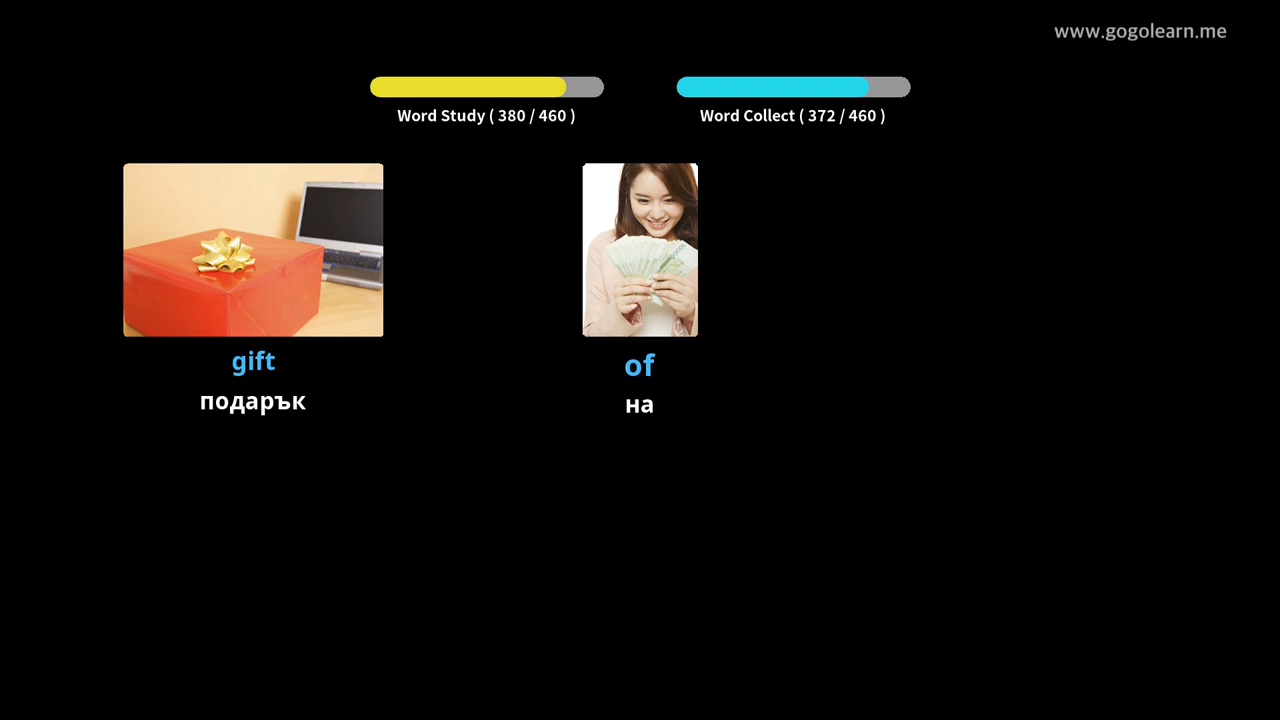 www.gogolearn.me
Word Study ( 380 / 460 )
Word Collect ( 372 / 460 )
gift
подарък
of
на